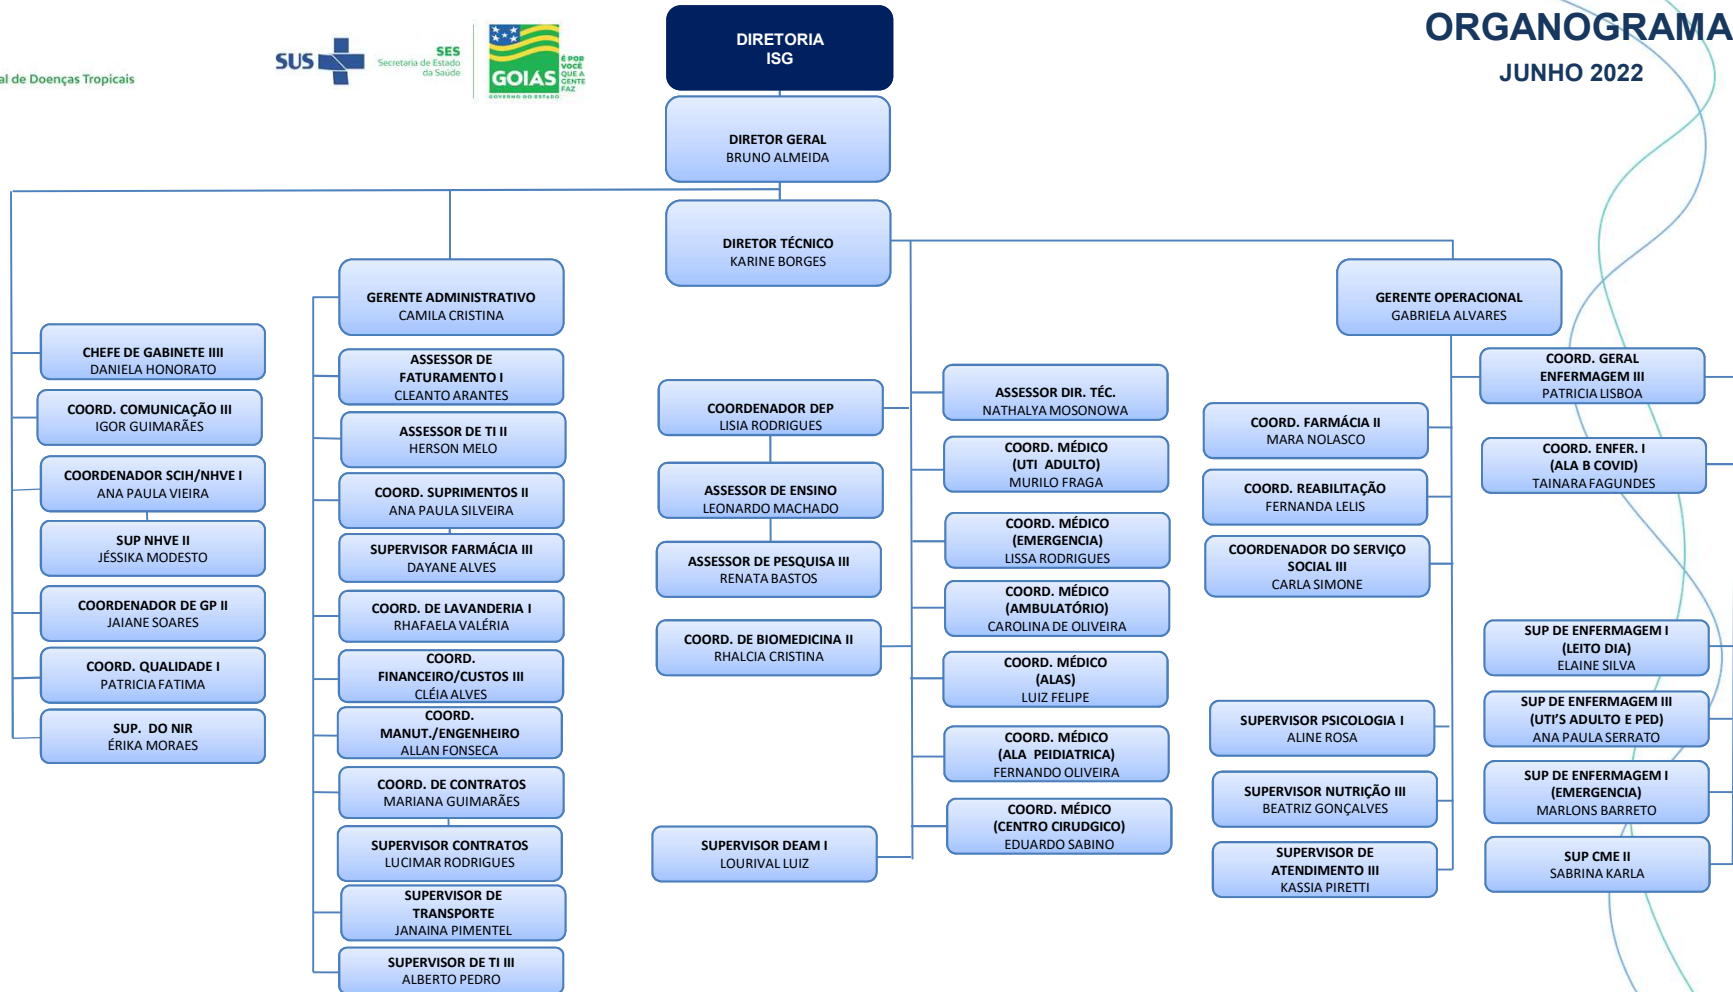 al de Doenças Tropicais
SUS
SES
Secretaria de Estado
da Saúde
GOIÁS
GOVERNO DO ESTADO
É POR
VOCÊ
QUE A
GENTE
FAZ
ORGANOGRAMA
JUNHO 2022
DIRETORIA
ISG
DIRETOR GERAL
BRUNO ALMEIDA
DIRETOR TÉCNICO
KARINE BORGES
GERENTE ADMINISTRATIVO
CAMILA CRISTINA
GERENTE OPERACIONAL
GABRIELA ALVARES
CHEFE DE GABINETE IIII
DANIELA HONORATO
COORD. COMUNICAÇÃO III
IGOR GUIMARÃES
COORDENADOR SCIH/NHVE I
ANA PAULA VIEIRA
SUP NHVE II
JÉSSIKA MODESTO
COORDENADOR DE GP II
JAIANE SOARES
COORD. QUALIDADE I
PATRICIA FATIMA
SUP. DO NIR
ÉRIKA MORAES
ASSESSOR DE
FATURAMENTO I
CLEANTO ARANTES
ASSESSOR DE TI II
HERSON MELO
COORD. SUPRIMENTOS II
ANA PAULA SILVEIRA
SUPERVISOR FARMÁCIA III
DAYANE ALVES
COORD. DE LAVANDERIA I
RHAFAELA VALÉRIA
COORD.
FINANCEIRO/CUSTOS III
CLÉIA ALVES
COORD.
MANUT./ENGENHEIRO
ALLAN FONSECA
COORD. DE CONTRATOS
MARIANA GUIMARÃES
SUPERVISOR CONTRATOS
LUCIMAR RODRIGUES
SUPERVISOR DE
TRANSPORTE
JANAINA PIMENTEL
SUPERVISOR DE TI III
ALBERTO PEDRO
COORDENADOR DEP
LISIA RODRIGUES
ASSESSOR DE ENSINO
LEONARDO MACHADO
ASSESSOR DE PESQUISA III
RENATA BASTOS
COORD. DE BIOMEDICINA II
RHALCIA CRISTINA
SUPERVISOR DEAM I
LOURIVAL LUIZ
ASSESSOR DIR. TÉC.
NATHALYA MOSONOWA
COORD. MÉDICO
(UTI ADULTO)
MURILO FRAGA
COORD. MÉDICO
(EMERGENCIA)
LISSA RODRIGUES
COORD. MÉDICO
(AMBULATÓRIO)
CAROLINA DE OLIVEIRA
COORD. MÉDICO
(ALAS)
LUIZ FELIPE
COORD. MÉDICO
(ALA PEIDIATRICA)
FERNANDO OLIVEIRA
COORD. MÉDICO
(CENTRO CIRUDGICO)
EDUARDO SABINO
COORD. FARMÁCIA II
MARA NOLASCO
COORD. REABILITAÇÃO
FERNANDA LELIS
COORDENADOR DO SERVIÇO
SOCIAL III
CARLA SIMONE
SUPERVISOR PSICOLOGIA I
ALINE ROSA
SUPERVISOR NUTRIÇÃO III
BEATRIZ GONÇALVES
SUPERVISOR DE
ATENDIMENTO III
KASSIA PIRETTI
COORD. GERAL
ENFERMAGEM III
PATRICIA LISBOA
COORD. ENFER. I
(ALA B COVID)
TAINARA FAGUNDES
SUP DE ENFERMAGEM I
(LEITO DIA)
ELAINE SILVA
SUP DE ENFERMAGEM III
(UTI'S ADULTO E PED)
ANA PAULA SERRATO
SUP DE ENFERMAGEM I
(EMERGENCIA)
MARLONS BARRETO
SUP CME II
SABRINA KARLA